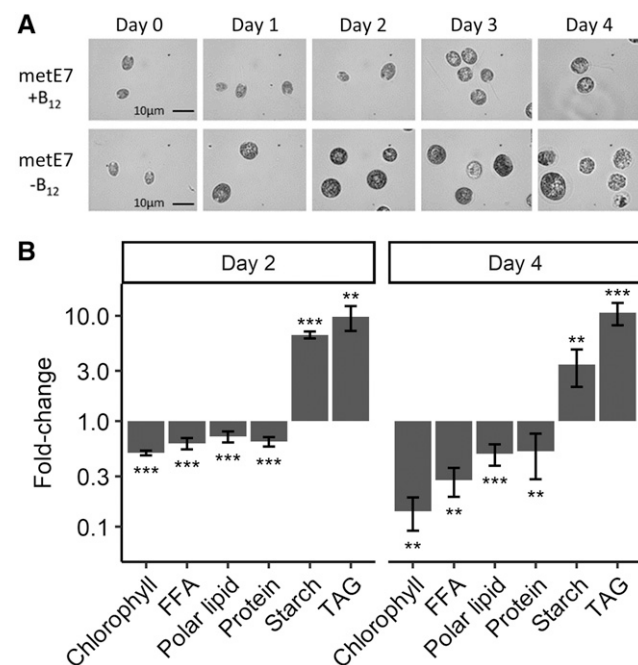 A
Day 0 Day 1 Day 2 Day 3 Day 4
metE7
+B12
10μm
metE7
-B12
10μm
B
Day 2 Day 4
Fold-change
10.0
3.0
1.0
0.3
0.1
*** ** *** ** ***
*** *** *** *** ** ** *** **
Chlorophyll FFA Polar lipid Protein Starch TAG
Chlorophyll FFA Polar lipid Protein Starch TAG